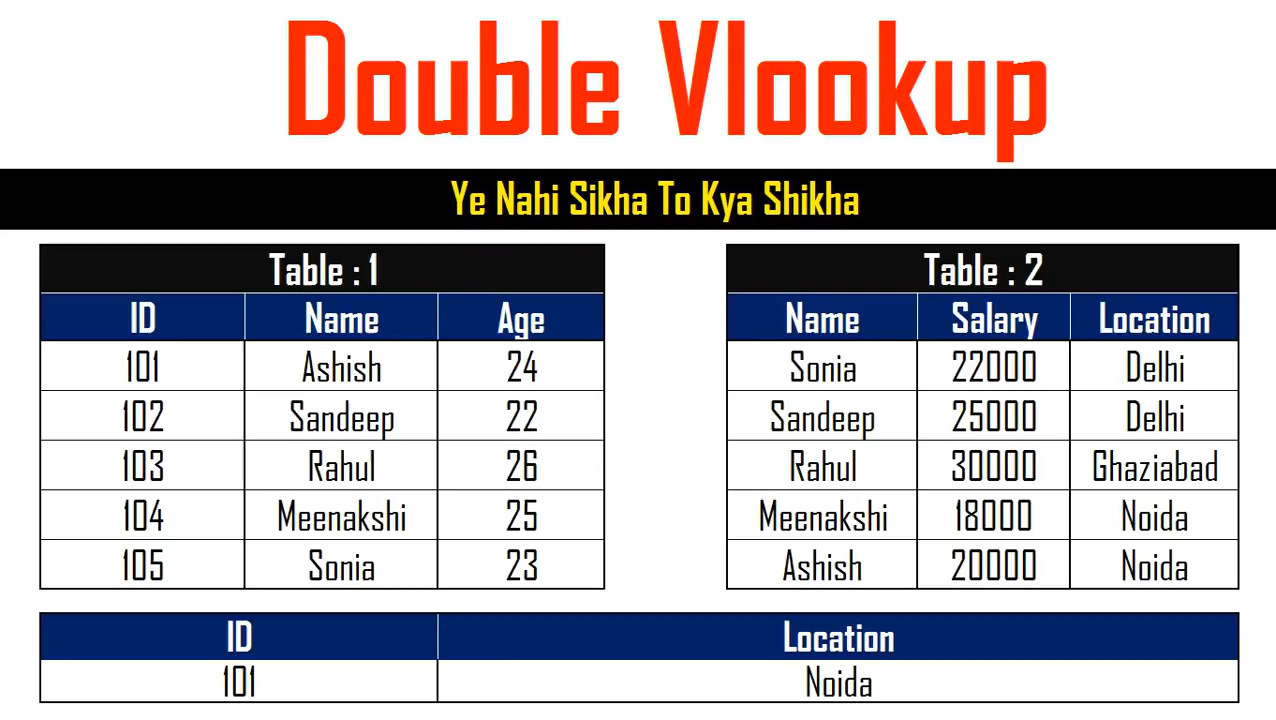 Double Vlookup
Ye Nahi Sikha To Kya Shikha
Table : 1
ID Name Age
101 Ashish 24
102 Sandeep 22
103 Rahul 26
104 Meenakshi 25
105 Sonia 23
Table : 2
Name Salary Location
Sonia 22000 Delhi
Sandeep 25000 Delhi
Rahul 30000 Ghaziabad
Meenakshi 18000 Noida
Ashish 20000 Noida
ID Location
101 Noida